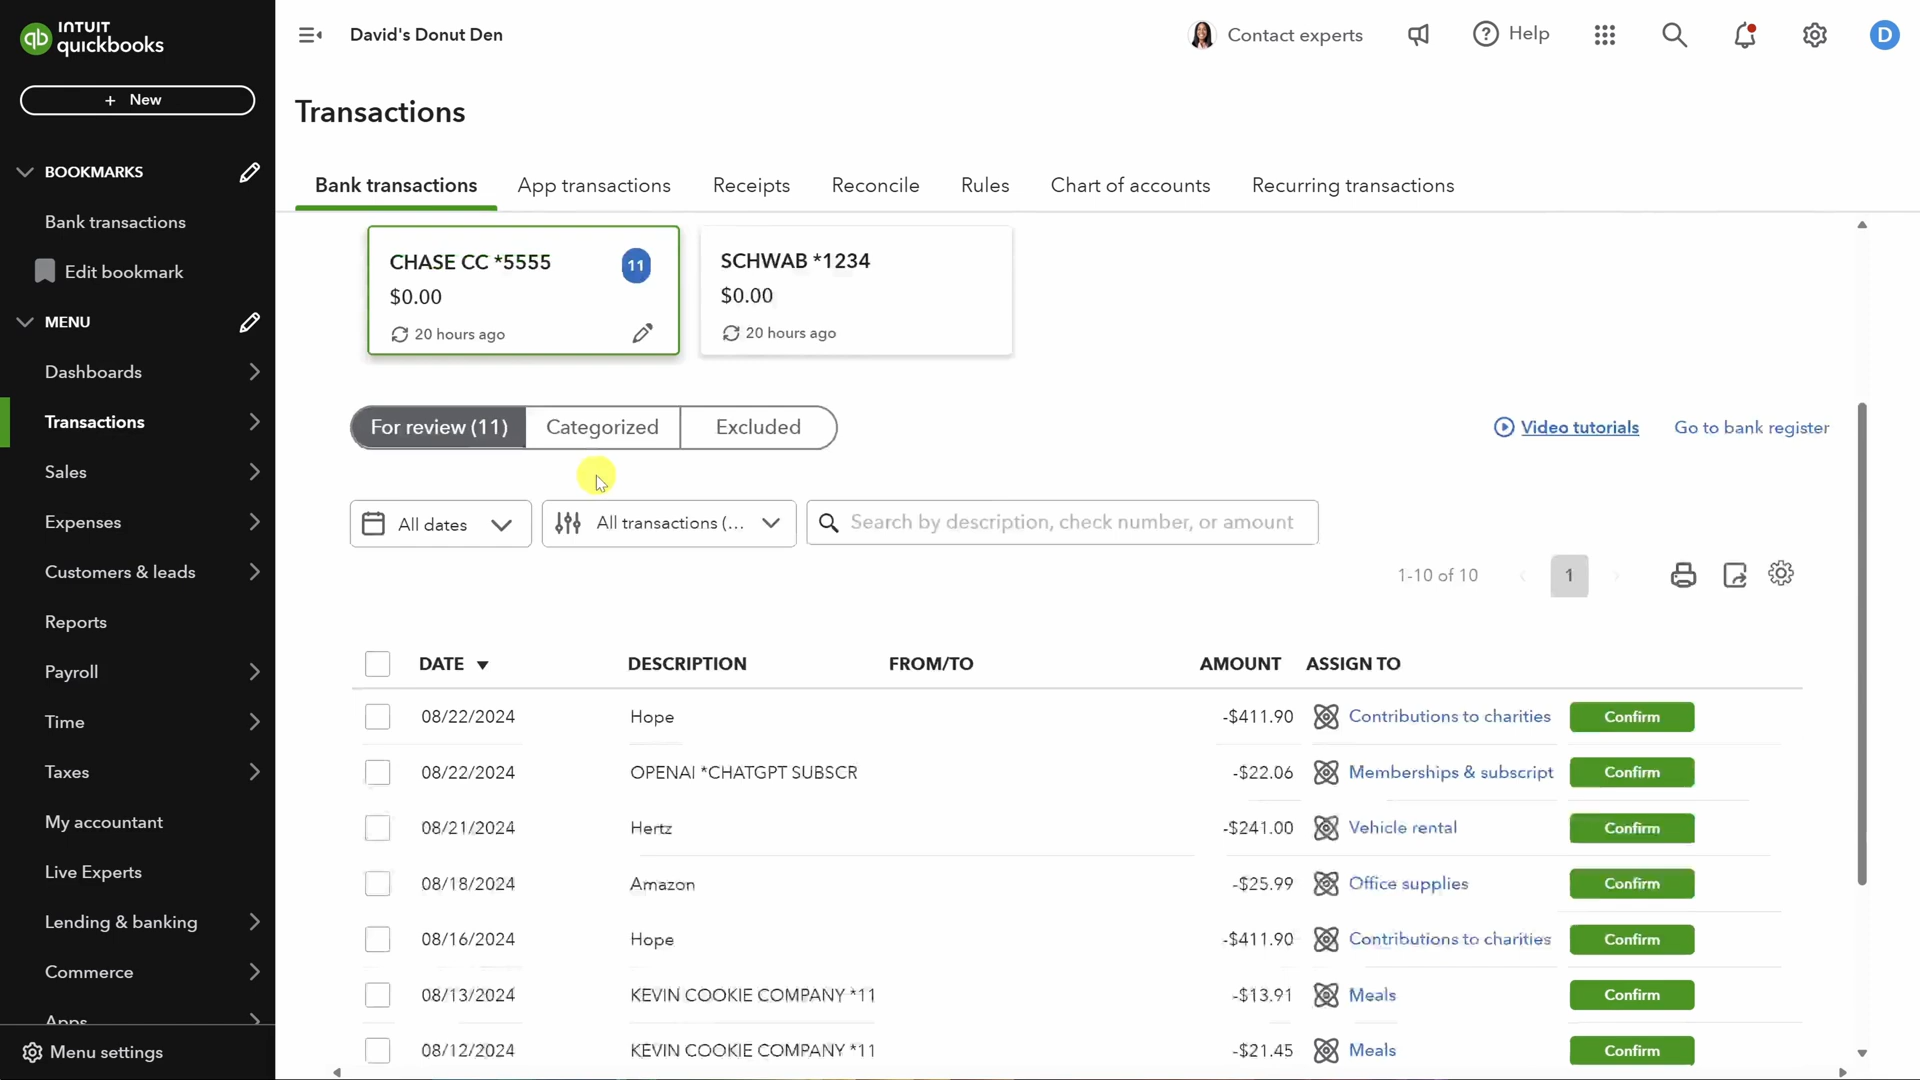 INTUIT
quickbooks
David's Donut Den
Contact experts
Help
D
+ New
Transactions
BOOKMARKS
Bank transactions
Edit bookmark
MENU
Dashboards
Transactions
Sales
Expenses
Customers & leads
Reports
Payroll
Time
Taxes
My accountant
Live Experts
Lending & banking
Commerce
Apps
Menu settings
Bank transactions App transactions Receipts Reconcile Rules Chart of accounts Recurring transactions
CHASE CC *5555 11
$0.00
20 hours ago
SCHWAB *1234
$0.00
20 hours ago
For review (11) Categorized Excluded
Video tutorials Go to bank register
All dates All transactions (... Search by description, check number, or amount
1-10 of 10 1
DATE DESCRIPTION FROM/TO AMOUNT ASSIGN TO
08/22/2024 Hope -$411.90 Contributions to charities Confirm
08/22/2024 OPENAI *CHATGPT SUBSCR -$22.06 Memberships & subscript Confirm
08/21/2024 Hertz -$241.00 Vehicle rental Confirm
08/18/2024 Amazon -$25.99 Office supplies Confirm
08/16/2024 Hope -$411.90 Contributions to charities Confirm
08/13/2024 KEVIN COOKIE COMPANY *11 -$13.91 Meals Confirm
08/12/2024 KEVIN COOKIE COMPANY *11 -$21.45 Meals Confirm